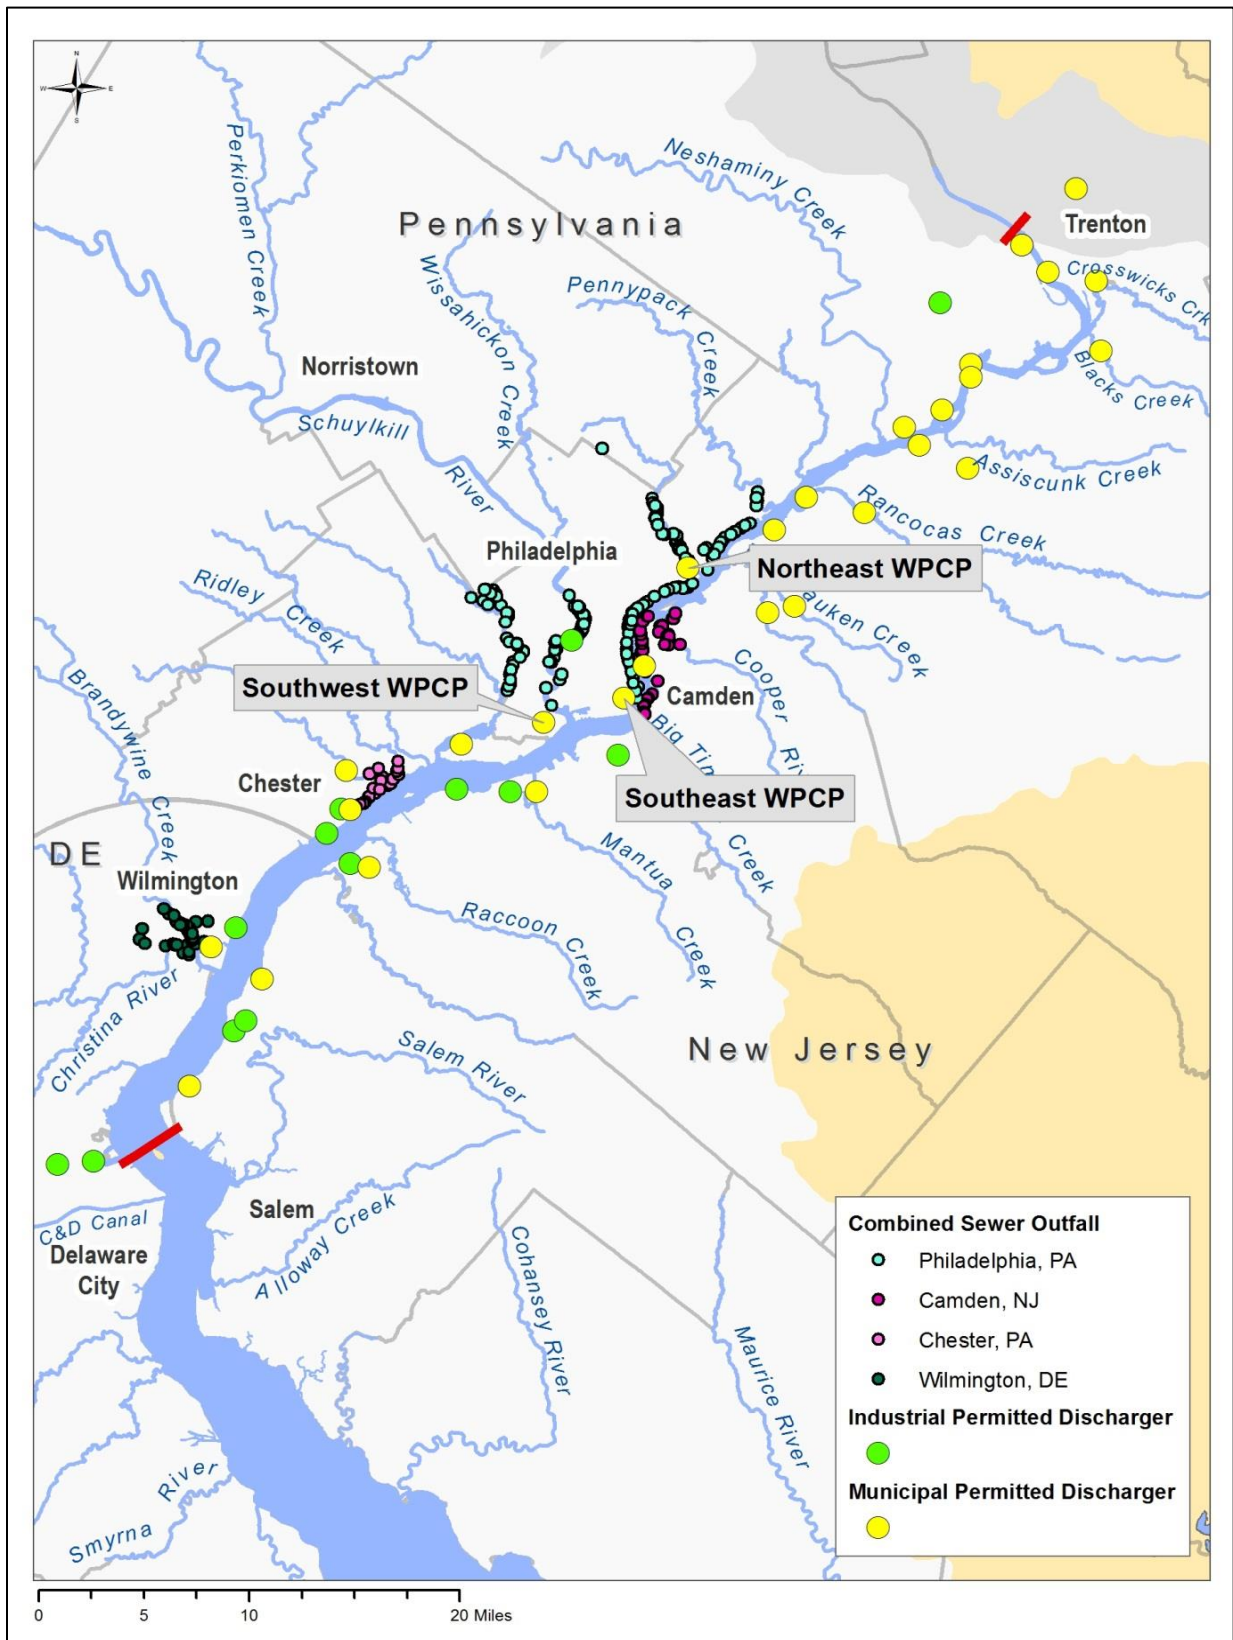 N
W E
S
Perkiomen Creek
Neshaminy Creek
Pennsylvania
Trenton
Wissahickon Creek
Pennypack Creek
Crosswicks Crk
Norristown
Blacks Creek
Schuylkill River
Assiscunk Creek
Rancocas Creek
Philadelphia
Northeast WPCP
Ridley Creek
auken Creek
Southwest WPCP
Cooper Riv
Camden
Brandywine Creek
Big Tim Creek
Chester
Southeast WPCP
Mantua Creek
DE
Wilmington
Raccoon Creek
Christina River
New Jersey
Salem River
Salem
C&D Canal
Alloway Creek
Delaware
City
Cohansey River
Maurice River
Smyrna River
Combined Sewer Outfall
Philadelphia, PA
Camden, NJ
Chester, PA
Wilmington, DE
Industrial Permitted Discharger
Municipal Permitted Discharger
0 5 10 20 Miles